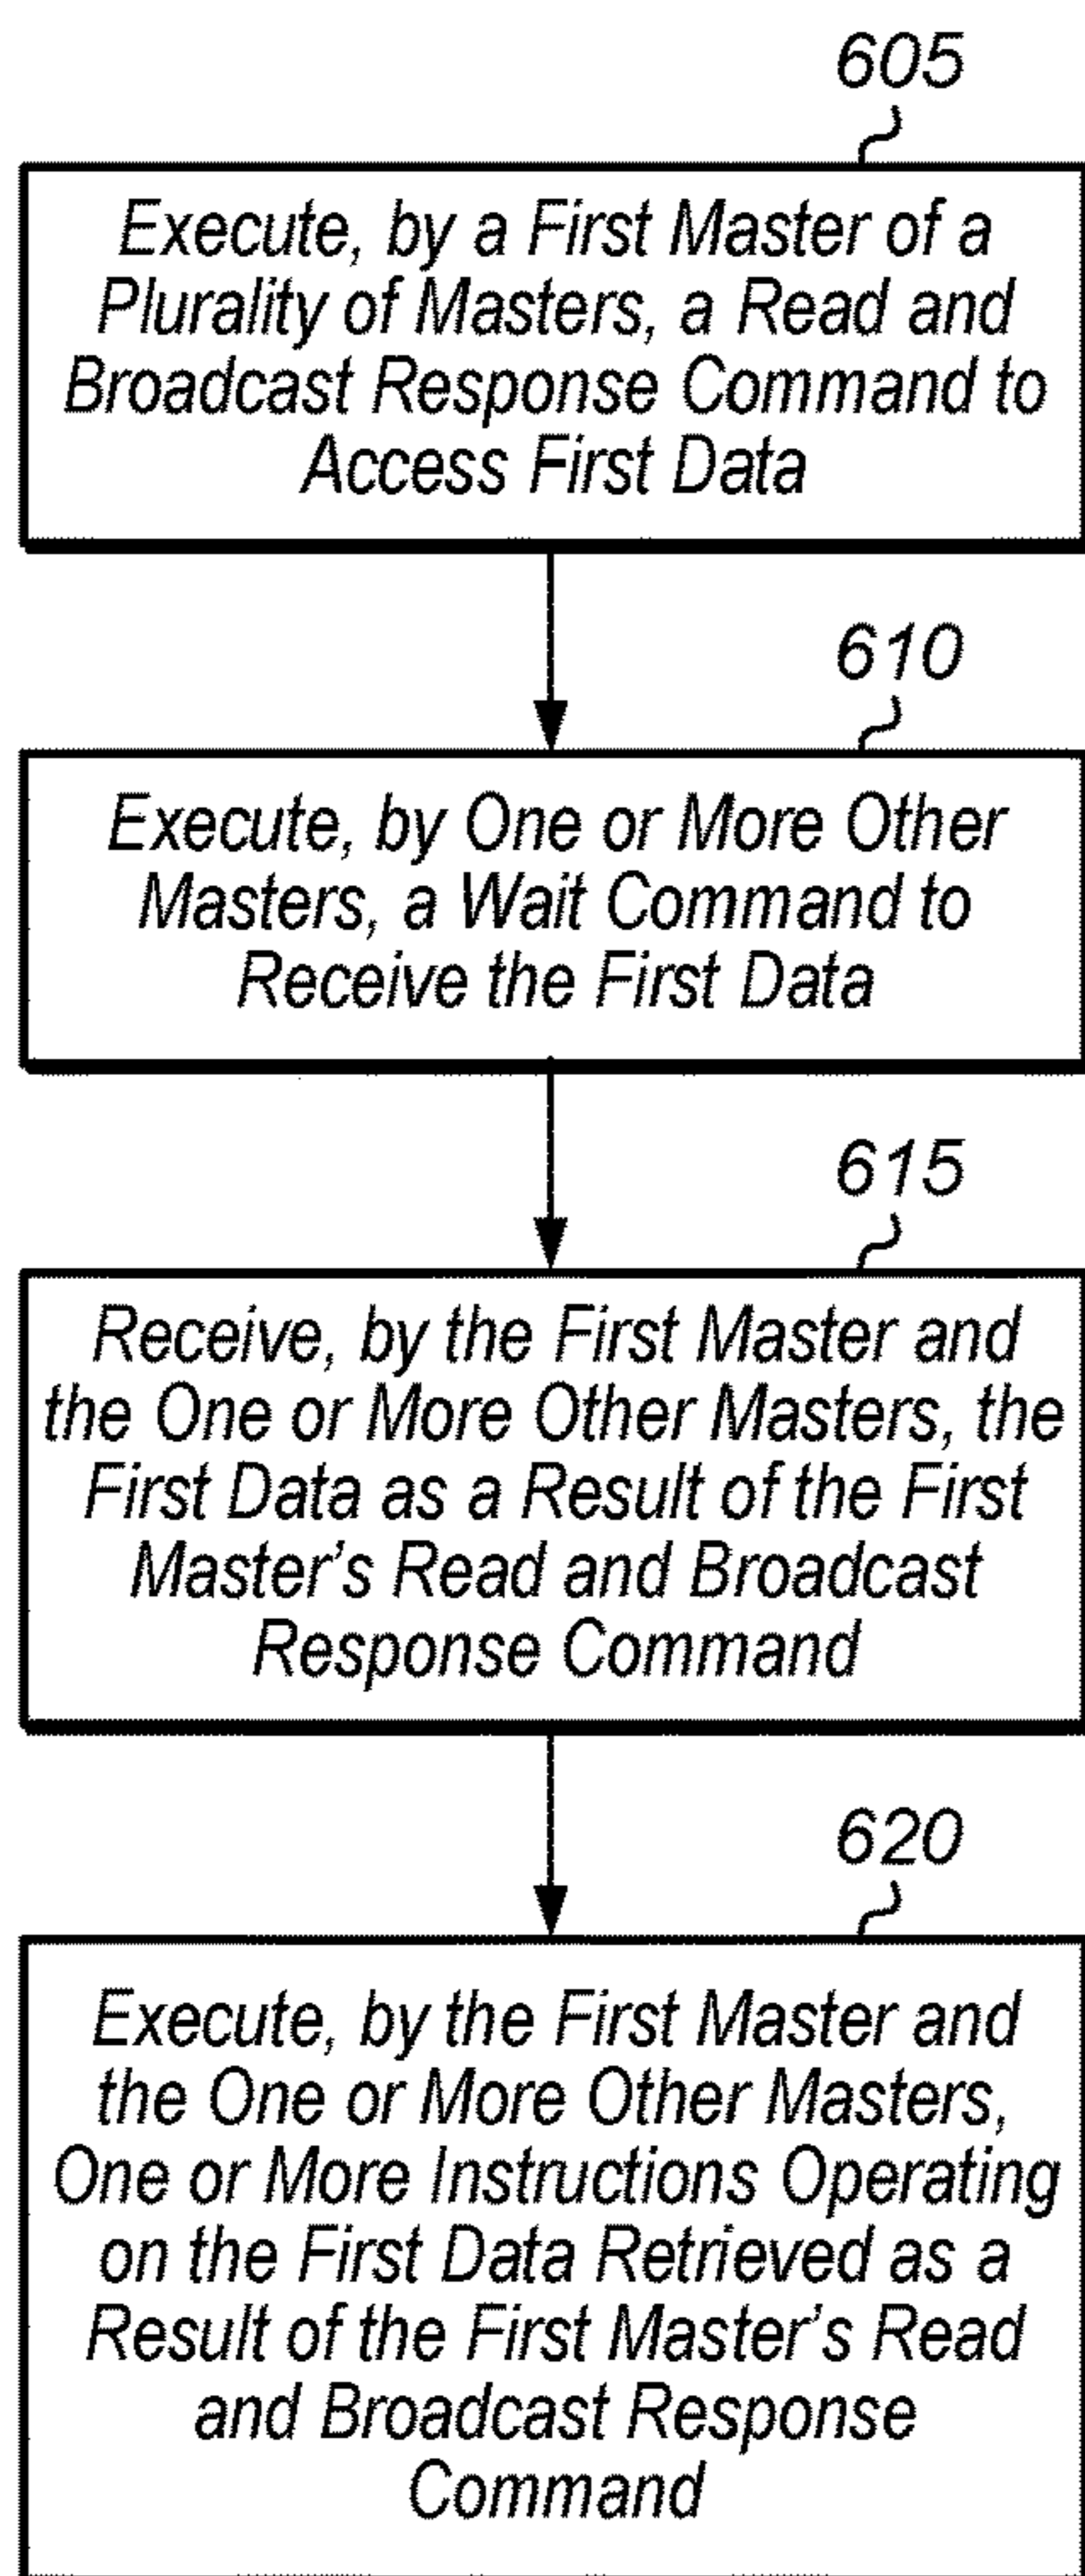 605
Execute, by a First Master of a
Plurality of Masters, a Read and
Broadcast Response Command to
Access First Data
610
Execute, by One or More Other
Masters, a Wait Command to
Receive the First Data
615
Receive, by the First Master and
the One or More Other Masters, the
First Data as a Result of the First
Master's Read and Broadcast
Response Command
620
Execute, by the First Master and
the One or More Other Masters,
One or More Instructions Operating
on the First Data Retrieved as a
Result of the First Master's Read
and Broadcast Response
Command